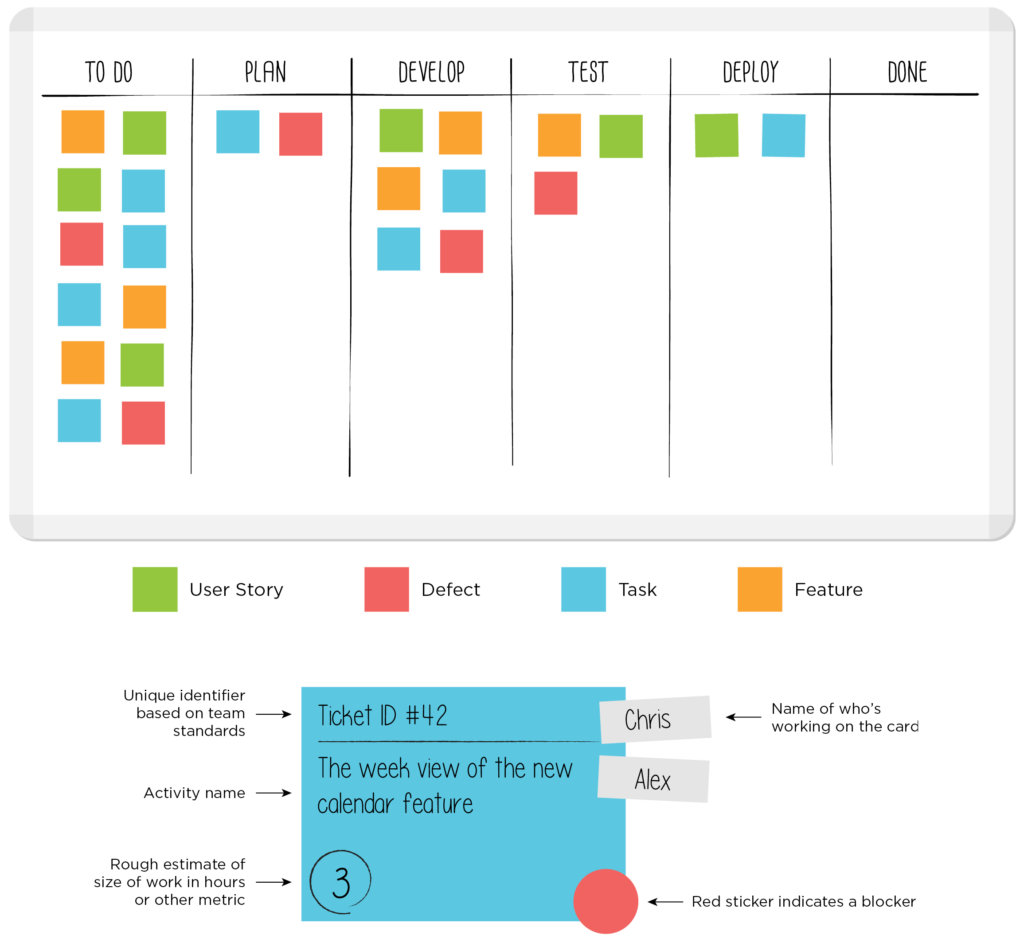 TO DO
PLAN
DEVELOP
TEST
DEPLOY
DONE
User Story
Defect
Task
Feature
Unique identifier
based on team
standards
Ticket ID #42
Chris
Name of who's
working on the card
Activity name
The week view of the new
calendar feature
Alex
Rough estimate of
size of work in hours
or other metric
3
Red sticker indicates a blocker